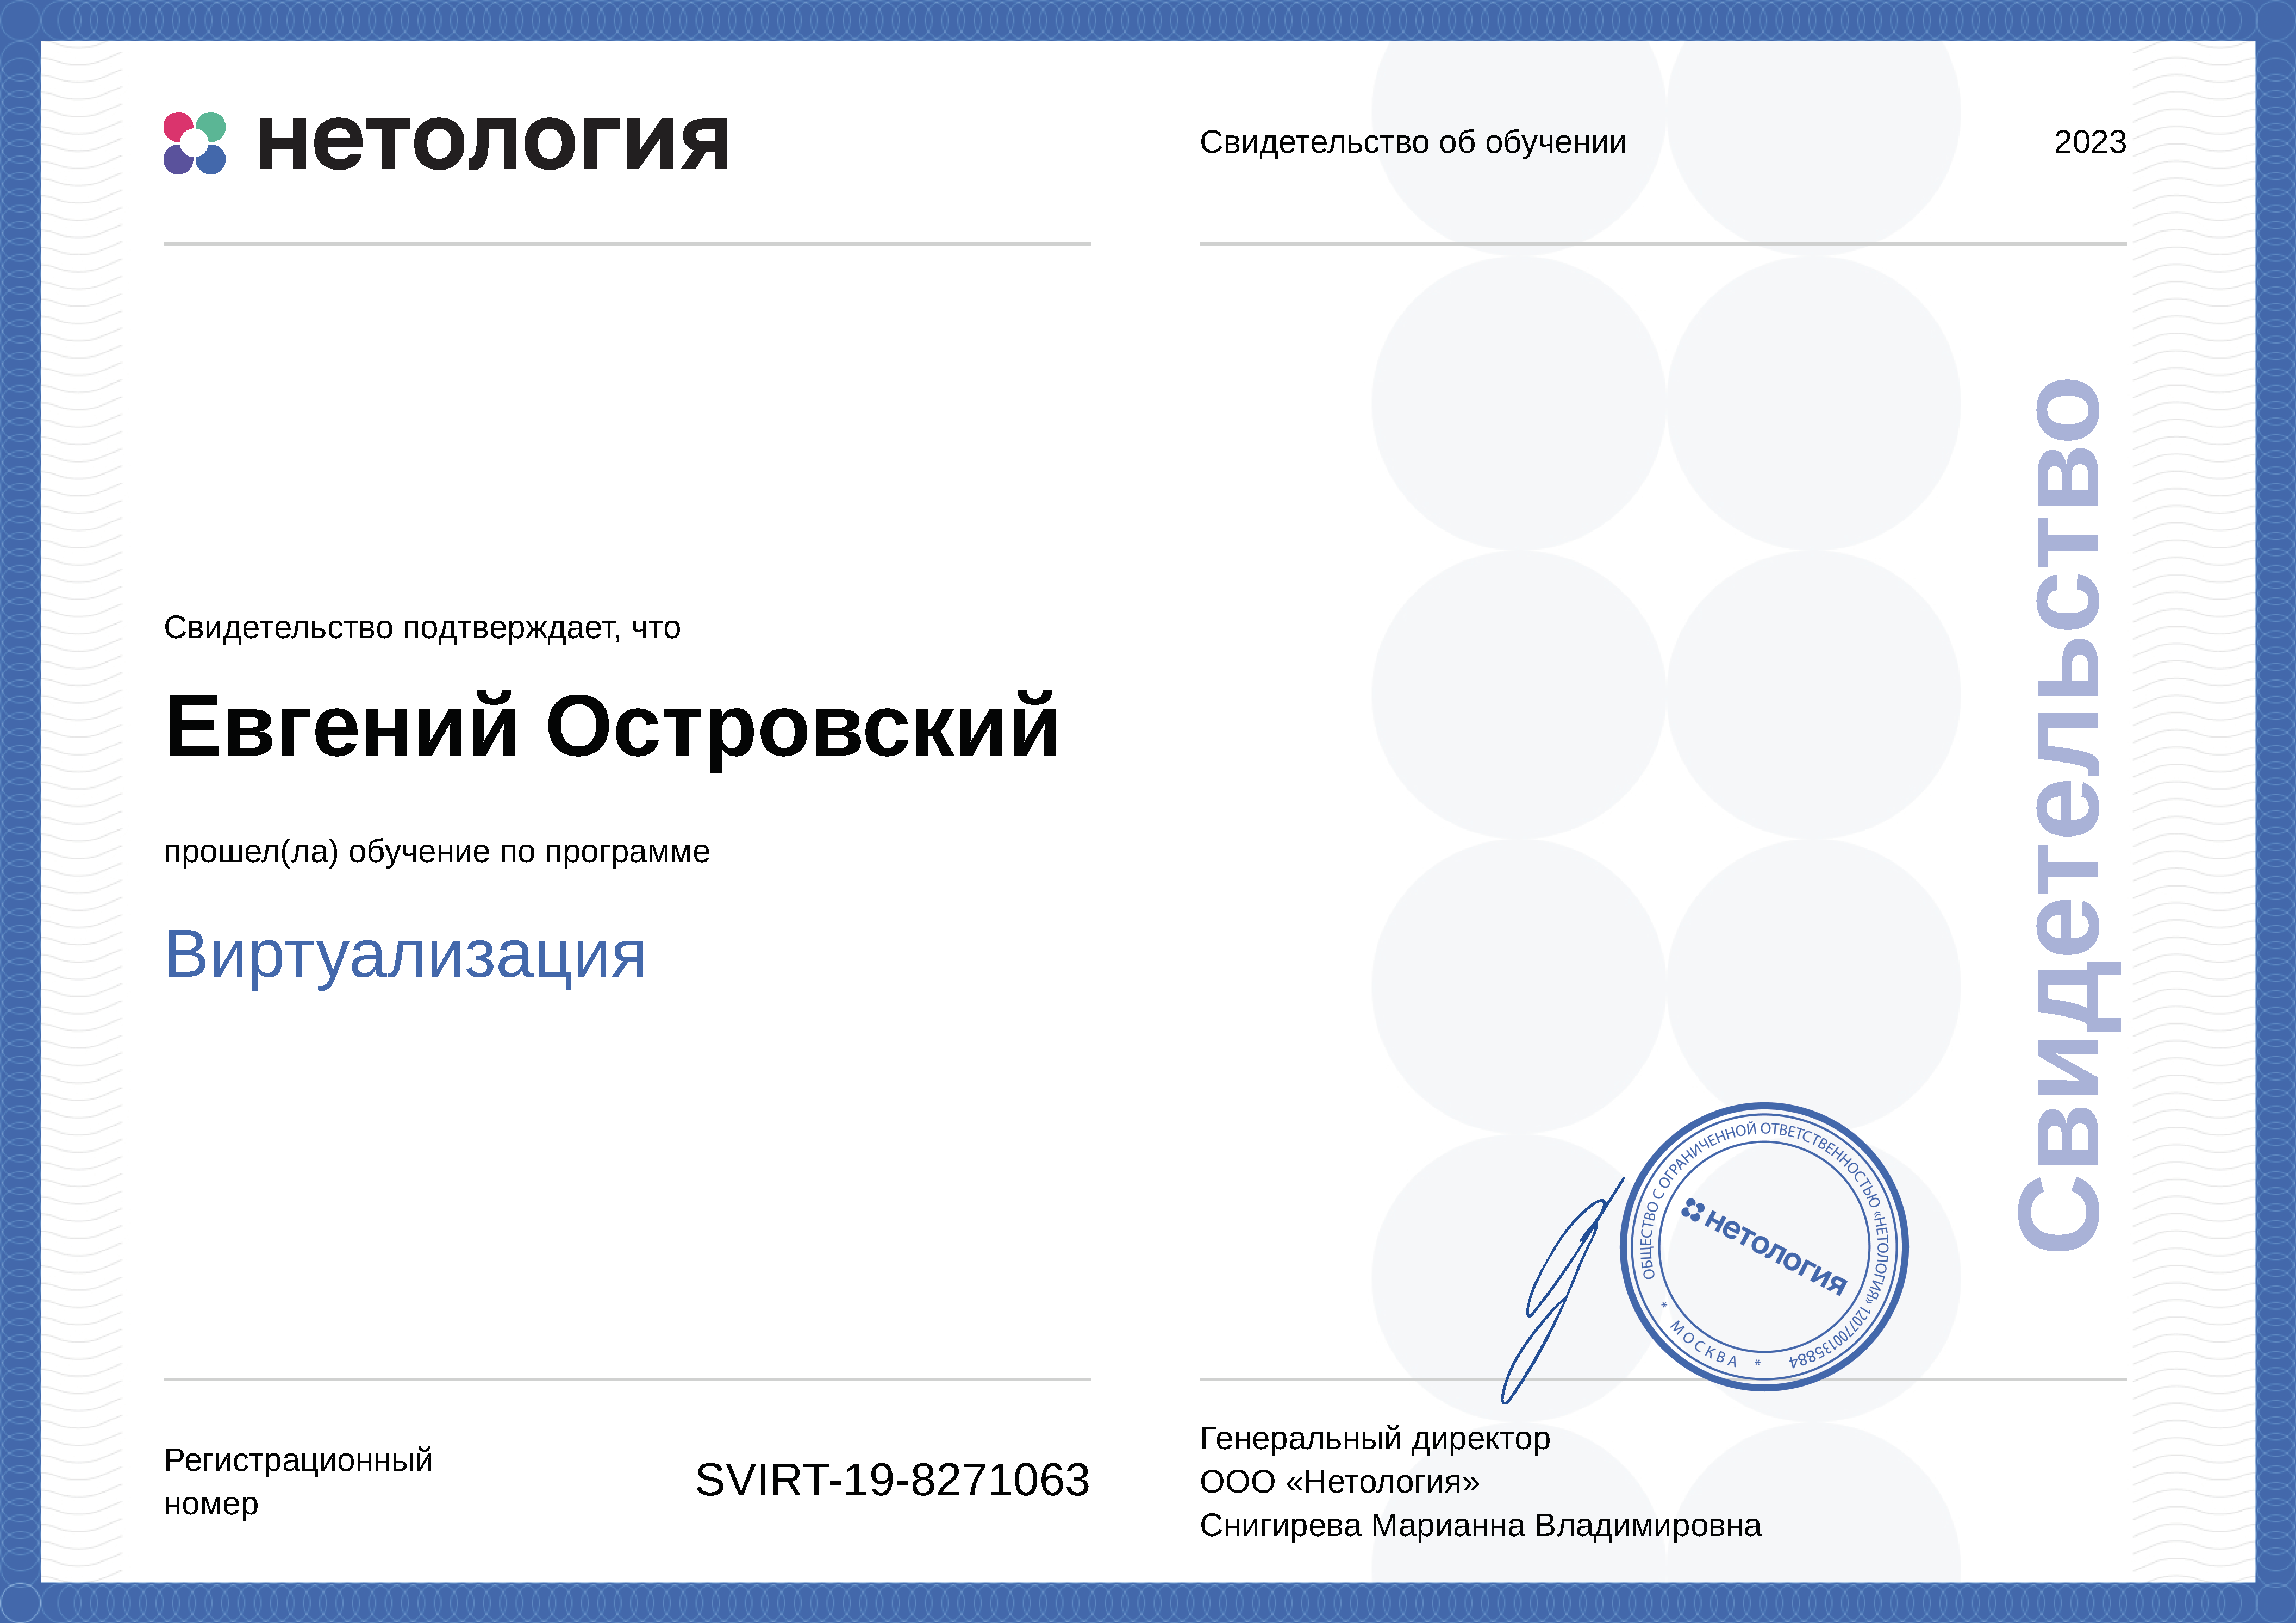 нетология
Свидетельство об обучении
2023
Свидетельство подтверждает, что
Евгений Островский
прошел(ла) обучение по программе
Виртуализация
Свидетельство
ОБЩЕСТВО С ОГРАНИЧЕННОЙ ОТВЕТСТВЕННОСТЬЮ «НЕТОЛОГИЯ» 1207700135884
* МОСКВА *
нетология
Регистрационный
номер
SVIRT-19-8271063
Генеральный директор
ООО «Нетология»
Снигирева Марианна Владимировна